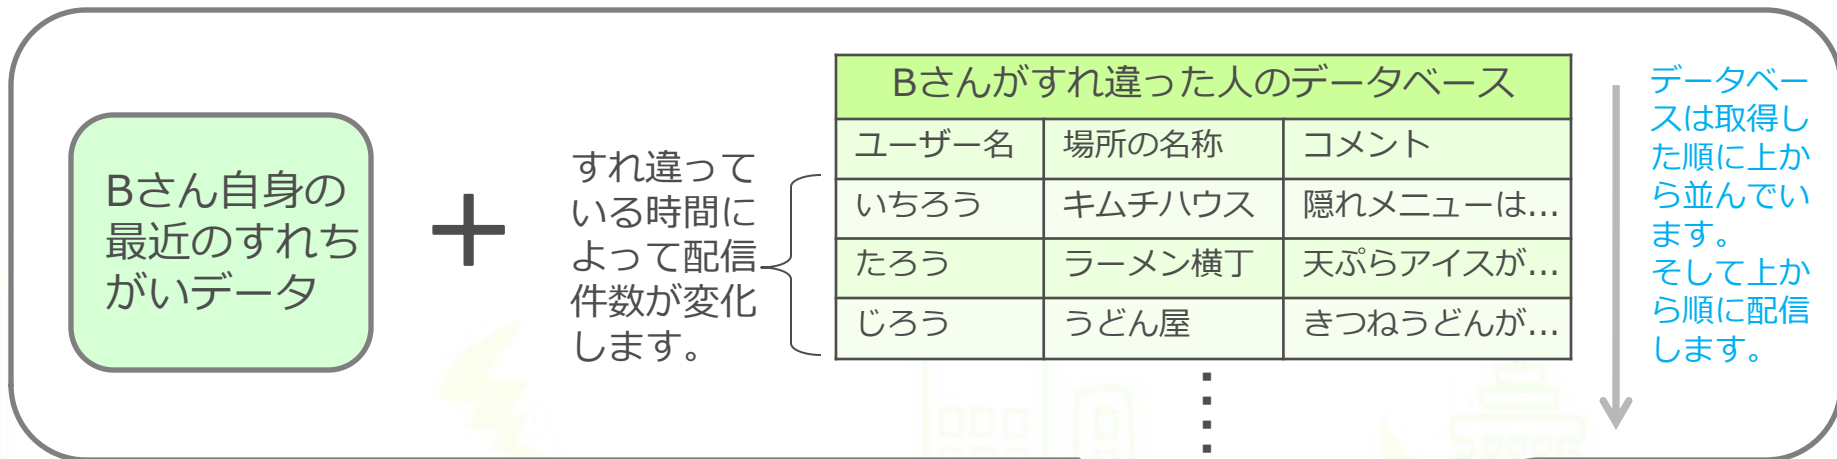 Bさん自身の
最近のすれち
がいデータ
+
すれ違って
いる時間に
よって配信
件数が変化
します。
Bさんがすれ違った人のデータベース
ユーザー名 場所の名称 コメント
いちろう キムチハウス 隠れメニューは…
たろう ラーメン横丁 天ぷらアイスが…
じろう うどん屋 きつねうどんが…
データベー
スは取得し
た順に上か
ら並んでい
ます。
そして上か
ら順に配信
します。